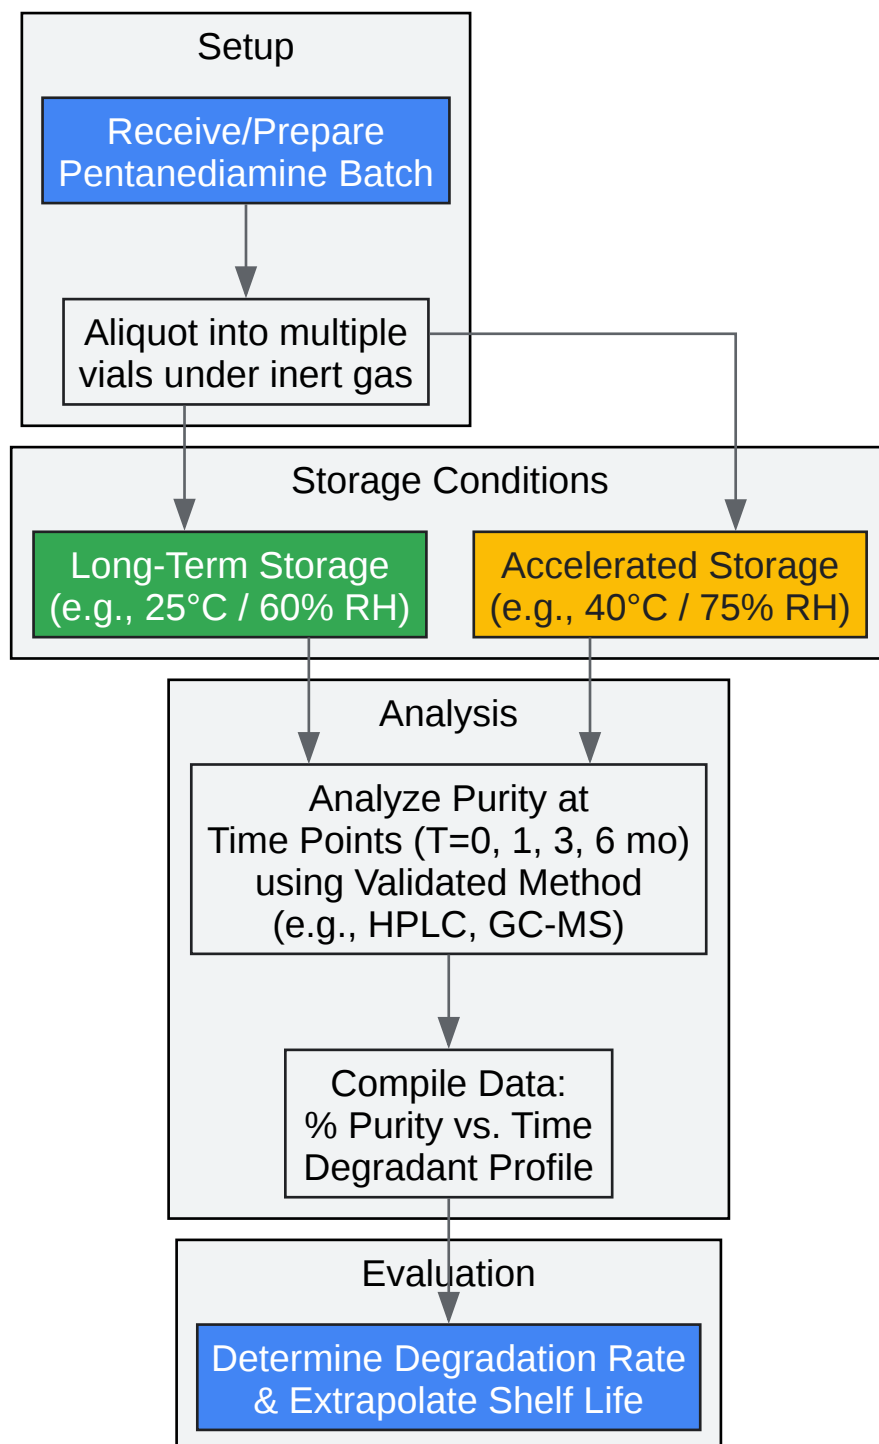 Setup
Receive/Prepare
Pentanediamine Batch
Aliquot into multiple
vials under inert gas
Storage Conditions
Long-Term Storage
(e.g., 25°C / 60% RH)
Accelerated Storage
(e.g., 40°C / 75% RH)
Analysis
Analyze Purity at
Time Points (T=0, 1, 3, 6 mo)
using Validated Method
(e.g., HPLC, GC-MS)
Compile Data:
% Purity vs. Time
Degradant Profile
Evaluation
Determine Degradation Rate
& Extrapolate Shelf Life